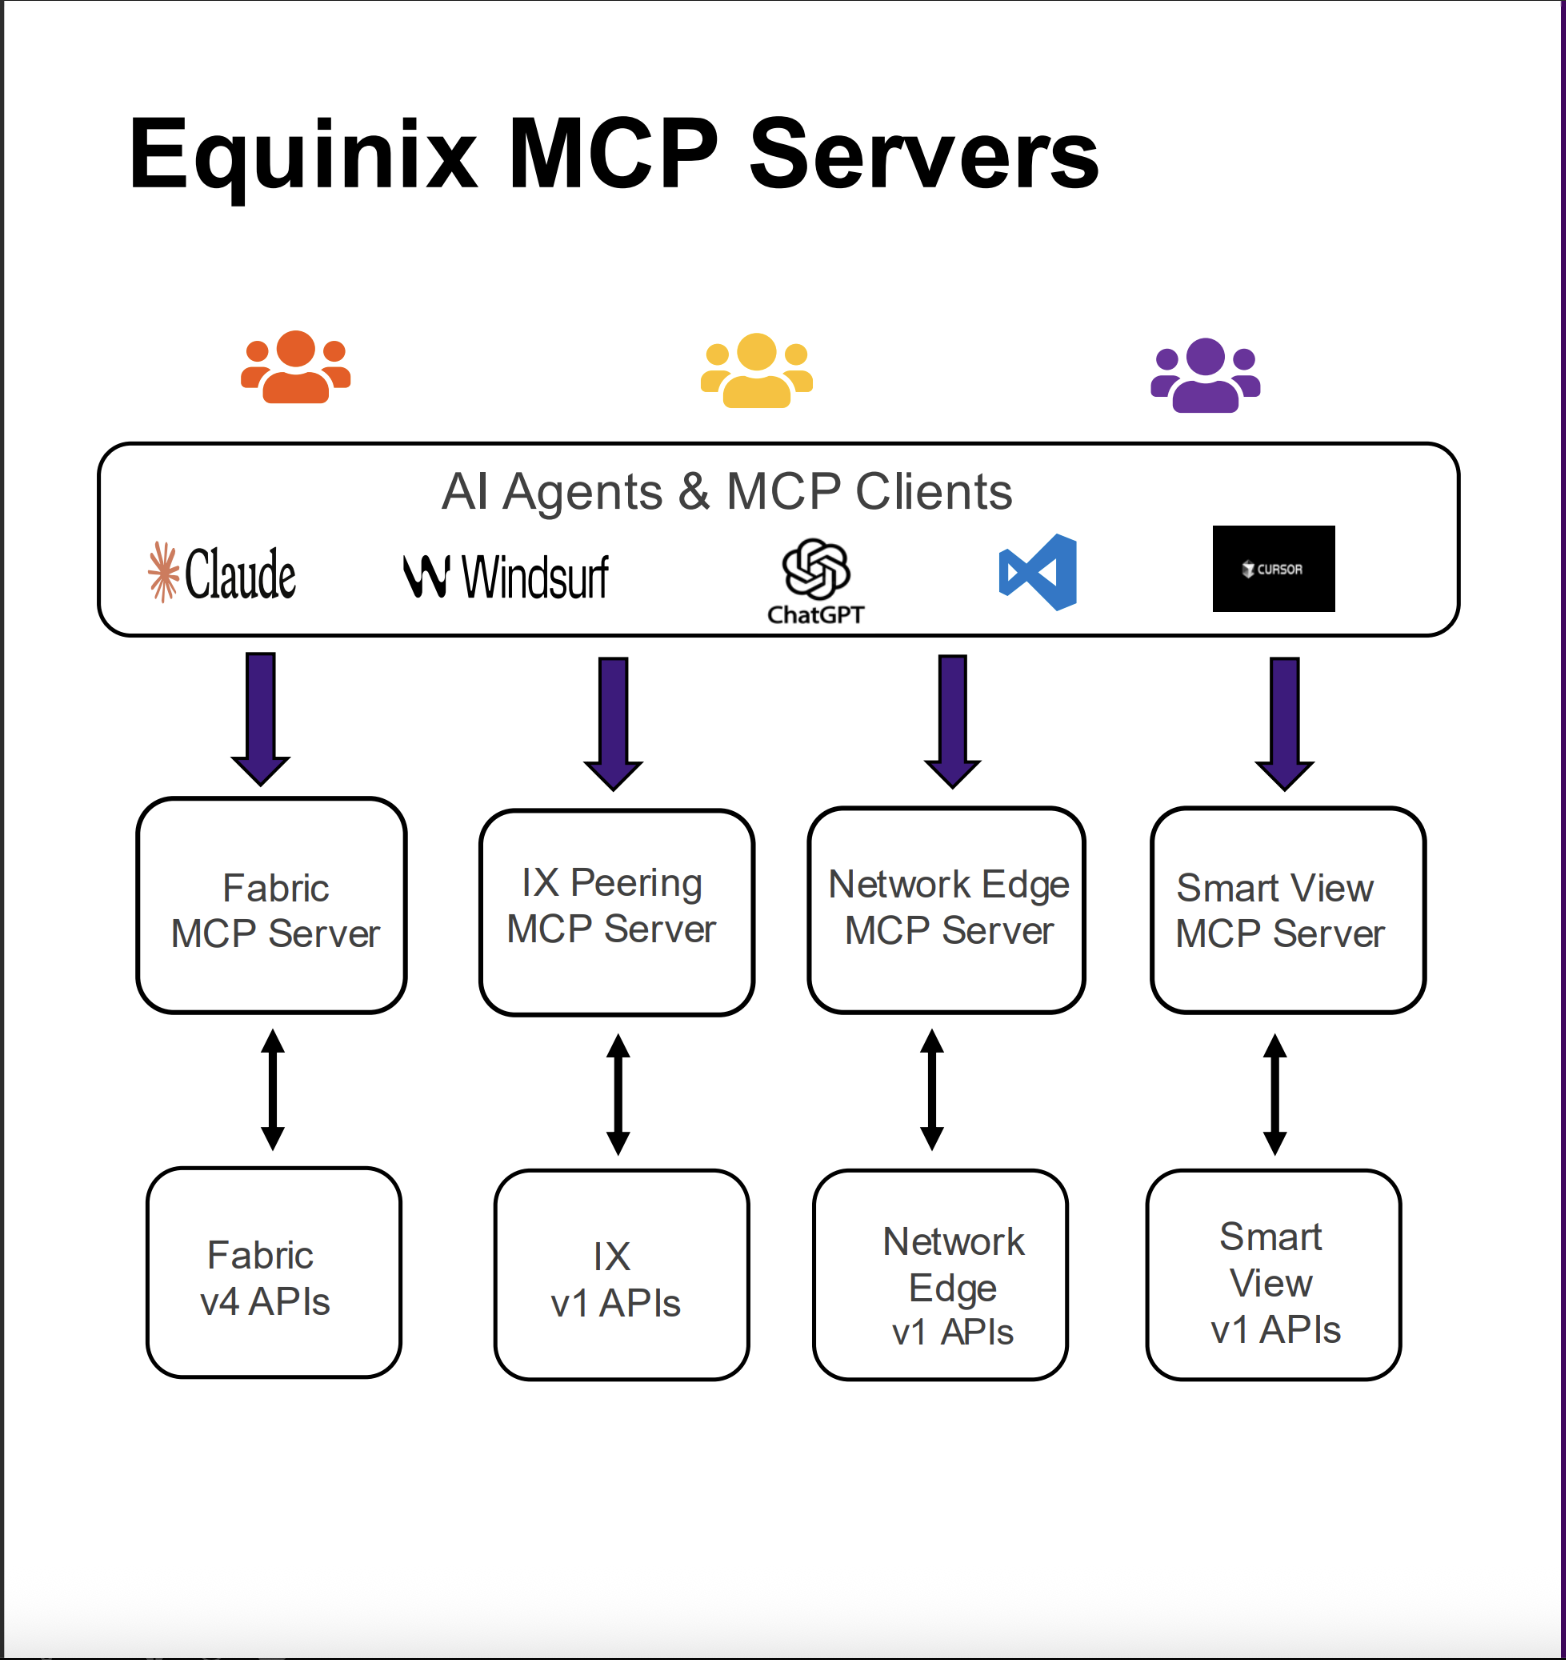 Equinix MCP Servers
AI Agents & MCP Clients
Claude
Windsurf
ChatGPT
CURSOR
Fabric
MCP Server
IX Peering
MCP Server
Network Edge
MCP Server
Smart View
MCP Server
Fabric
v4 APIs
IX
v1 APIs
Network
Edge
v1 APIs
Smart
View
v1 APIs